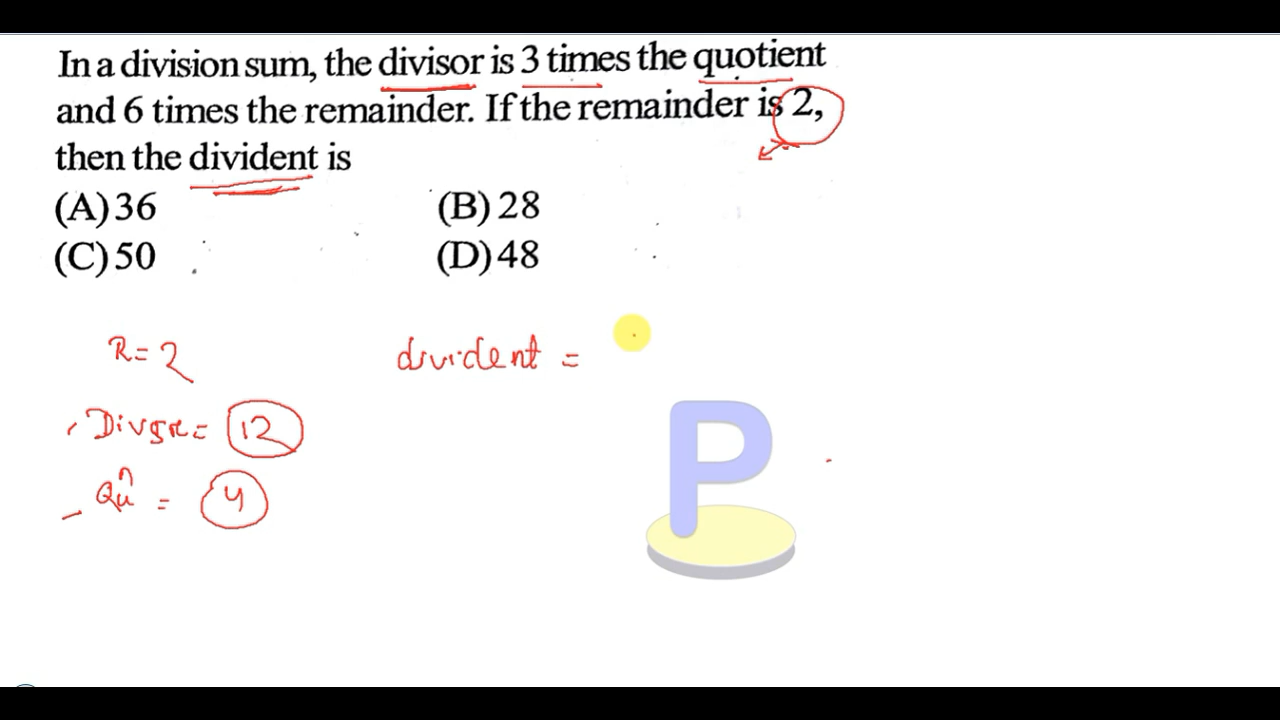 In a division sum, the divisor is 3 times the quotient
and 6 times the remainder. If the remainder is 2,
then the divident is
(A) 36
(B) 28
(C) 50
(D) 48
R = 2
divident =
Divsr = 12
Qun = 4
P